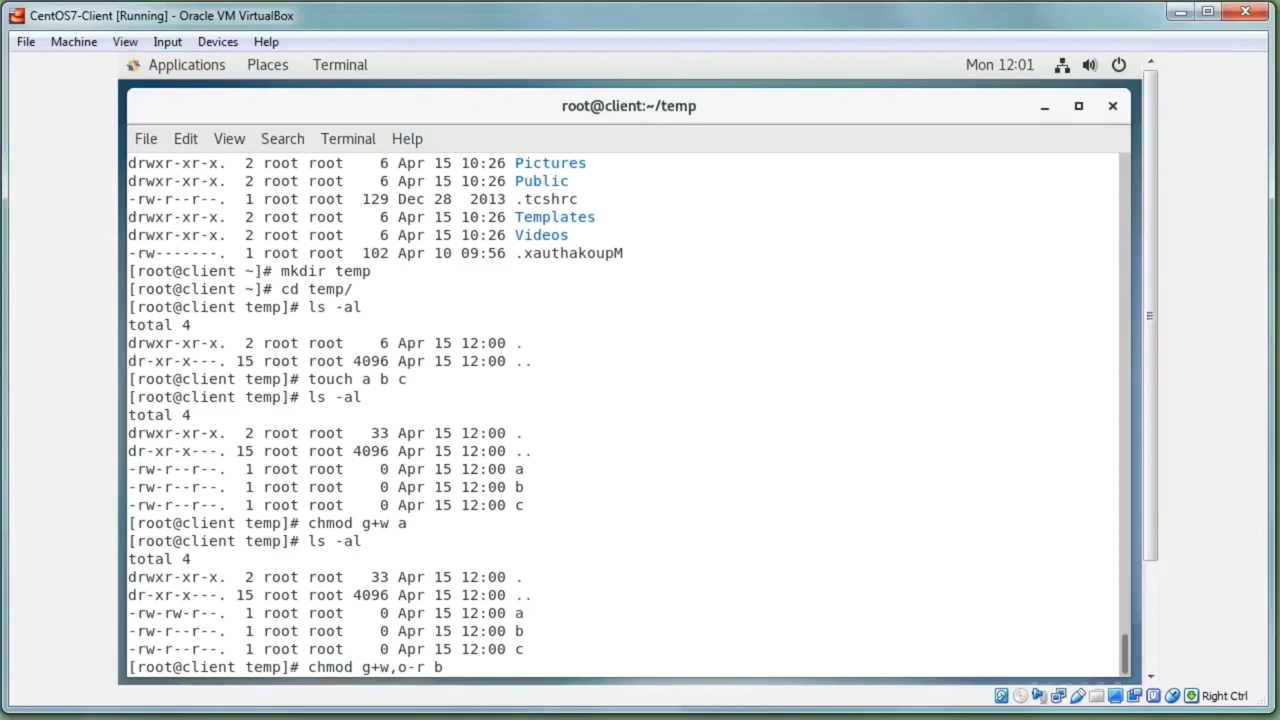 CentOS7-Client [Running] - Oracle VM VirtualBox
File Machine View Input Devices Help
Applications Places Terminal Mon 12:01
root@client:~/temp
File Edit View Search Terminal Help
drwxr-xr-x. 2 root root 6 Apr 15 10:26 Pictures
drwxr-xr-x. 2 root root 6 Apr 15 10:26 Public
-rw-r--r--. 1 root root 129 Dec 28 2013 .tcshrc
drwxr-xr-x. 2 root root 6 Apr 15 10:26 Templates
drwxr-xr-x. 2 root root 6 Apr 15 10:26 Videos
-rw-------. 1 root root 102 Apr 10 09:56 .xauthakoupM
[root@client ~]# mkdir temp
[root@client ~]# cd temp/
[root@client temp]# ls -al
total 4
drwxr-xr-x. 2 root root 6 Apr 15 12:00 .
dr-xr-x---. 15 root root 4096 Apr 15 12:00 ..
[root@client temp]# touch a b c
[root@client temp]# ls -al
total 4
drwxr-xr-x. 2 root root 33 Apr 15 12:00 .
dr-xr-x---. 15 root root 4096 Apr 15 12:00 ..
-rw-r--r--. 1 root root 0 Apr 15 12:00 a
-rw-r--r--. 1 root root 0 Apr 15 12:00 b
-rw-r--r--. 1 root root 0 Apr 15 12:00 c
[root@client temp]# chmod g+w a
[root@client temp]# ls -al
total 4
drwxr-xr-x. 2 root root 33 Apr 15 12:00 .
dr-xr-x---. 15 root root 4096 Apr 15 12:00 ..
-rw-rw-r--. 1 root root 0 Apr 15 12:00 a
-rw-r--r--. 1 root root 0 Apr 15 12:00 b
-rw-r--r--. 1 root root 0 Apr 15 12:00 c
[root@client temp]# chmod g+w,o-r b
Right Ctrl